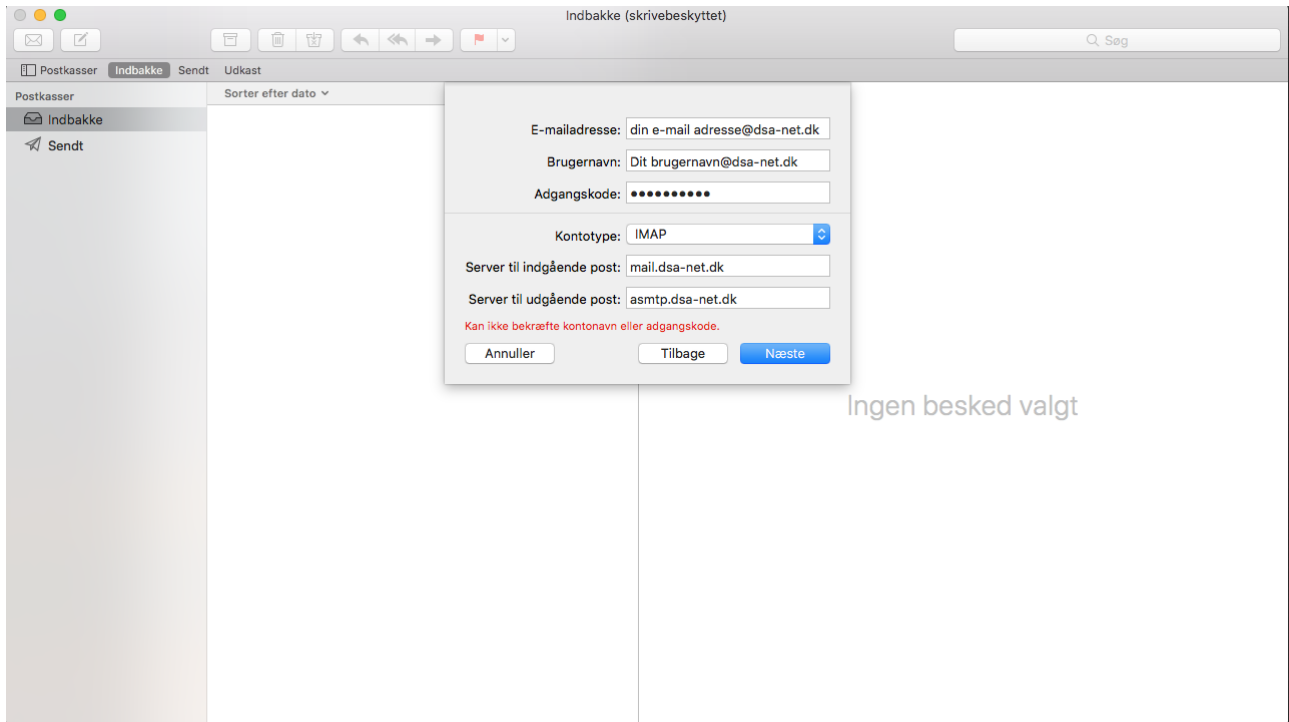 Indbakke (skrivebeskyttet)
Søg
Postkasser Indbakke Sendt Udkast
Postkasser
Sorter efter dato
Indbakke
Sendt
E-mailadresse: din e-mail adresse@dsa-net.dk
Brugernavn: Dit brugernavn@dsa-net.dk
Adgangskode: ●●●●●●●●●●
Kontotype: IMAP
Server til indgående post: mail.dsa-net.dk
Server til udgående post: asmtp.dsa-net.dk
Kan ikke bekræfte kontonavn eller adgangskode.
Annuller Tilbage Næste
Ingen besked valgt